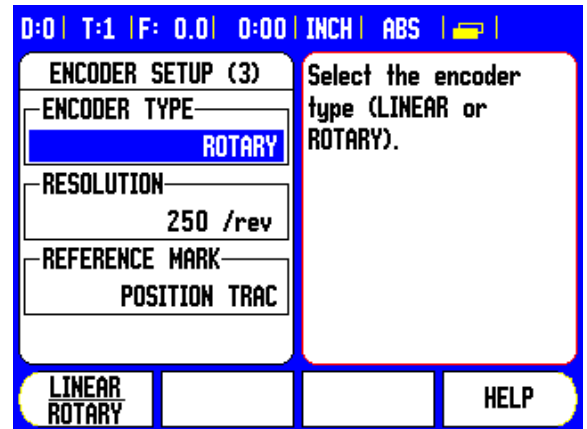 D:0| T:1 |F: 0.0| 0:00| INCH| ABS | |
ENCODER SETUP (3)
ENCODER TYPE
ROTARY
RESOLUTION
250 /rev
REFERENCE MARK
POSITION TRAC
Select the encoder
type (LINEAR or
ROTARY).
LINEAR
ROTARY
HELP